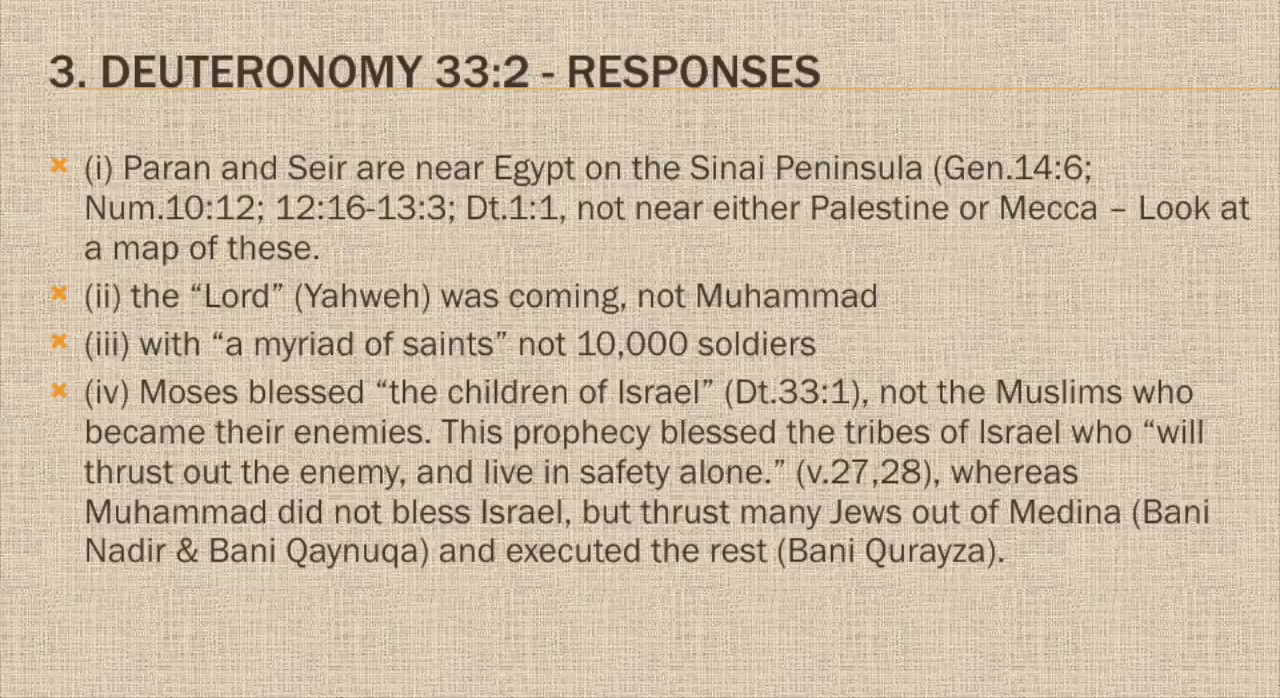 3. DEUTERONOMY 33:2 - RESPONSES
(i) Paran and Seir are near Egypt on the Sinai Peninsula (Gen.14:6;
Num.10:12; 12:16-13:3; Dt.1:1, not near either Palestine or Mecca – Look at
a map of these.
(ii) the “Lord” (Yahweh) was coming, not Muhammad
(iii) with “a myriad of saints” not 10,000 soldiers
(iv) Moses blessed “the children of Israel” (Dt.33:1), not the Muslims who
became their enemies. This prophecy blessed the tribes of Israel who “will
thrust out the enemy, and live in safety alone.” (v.27,28), whereas
Muhammad did not bless Israel, but thrust many Jews out of Medina (Bani
Nadir & Bani Qaynuqa) and executed the rest (Bani Qurayza).